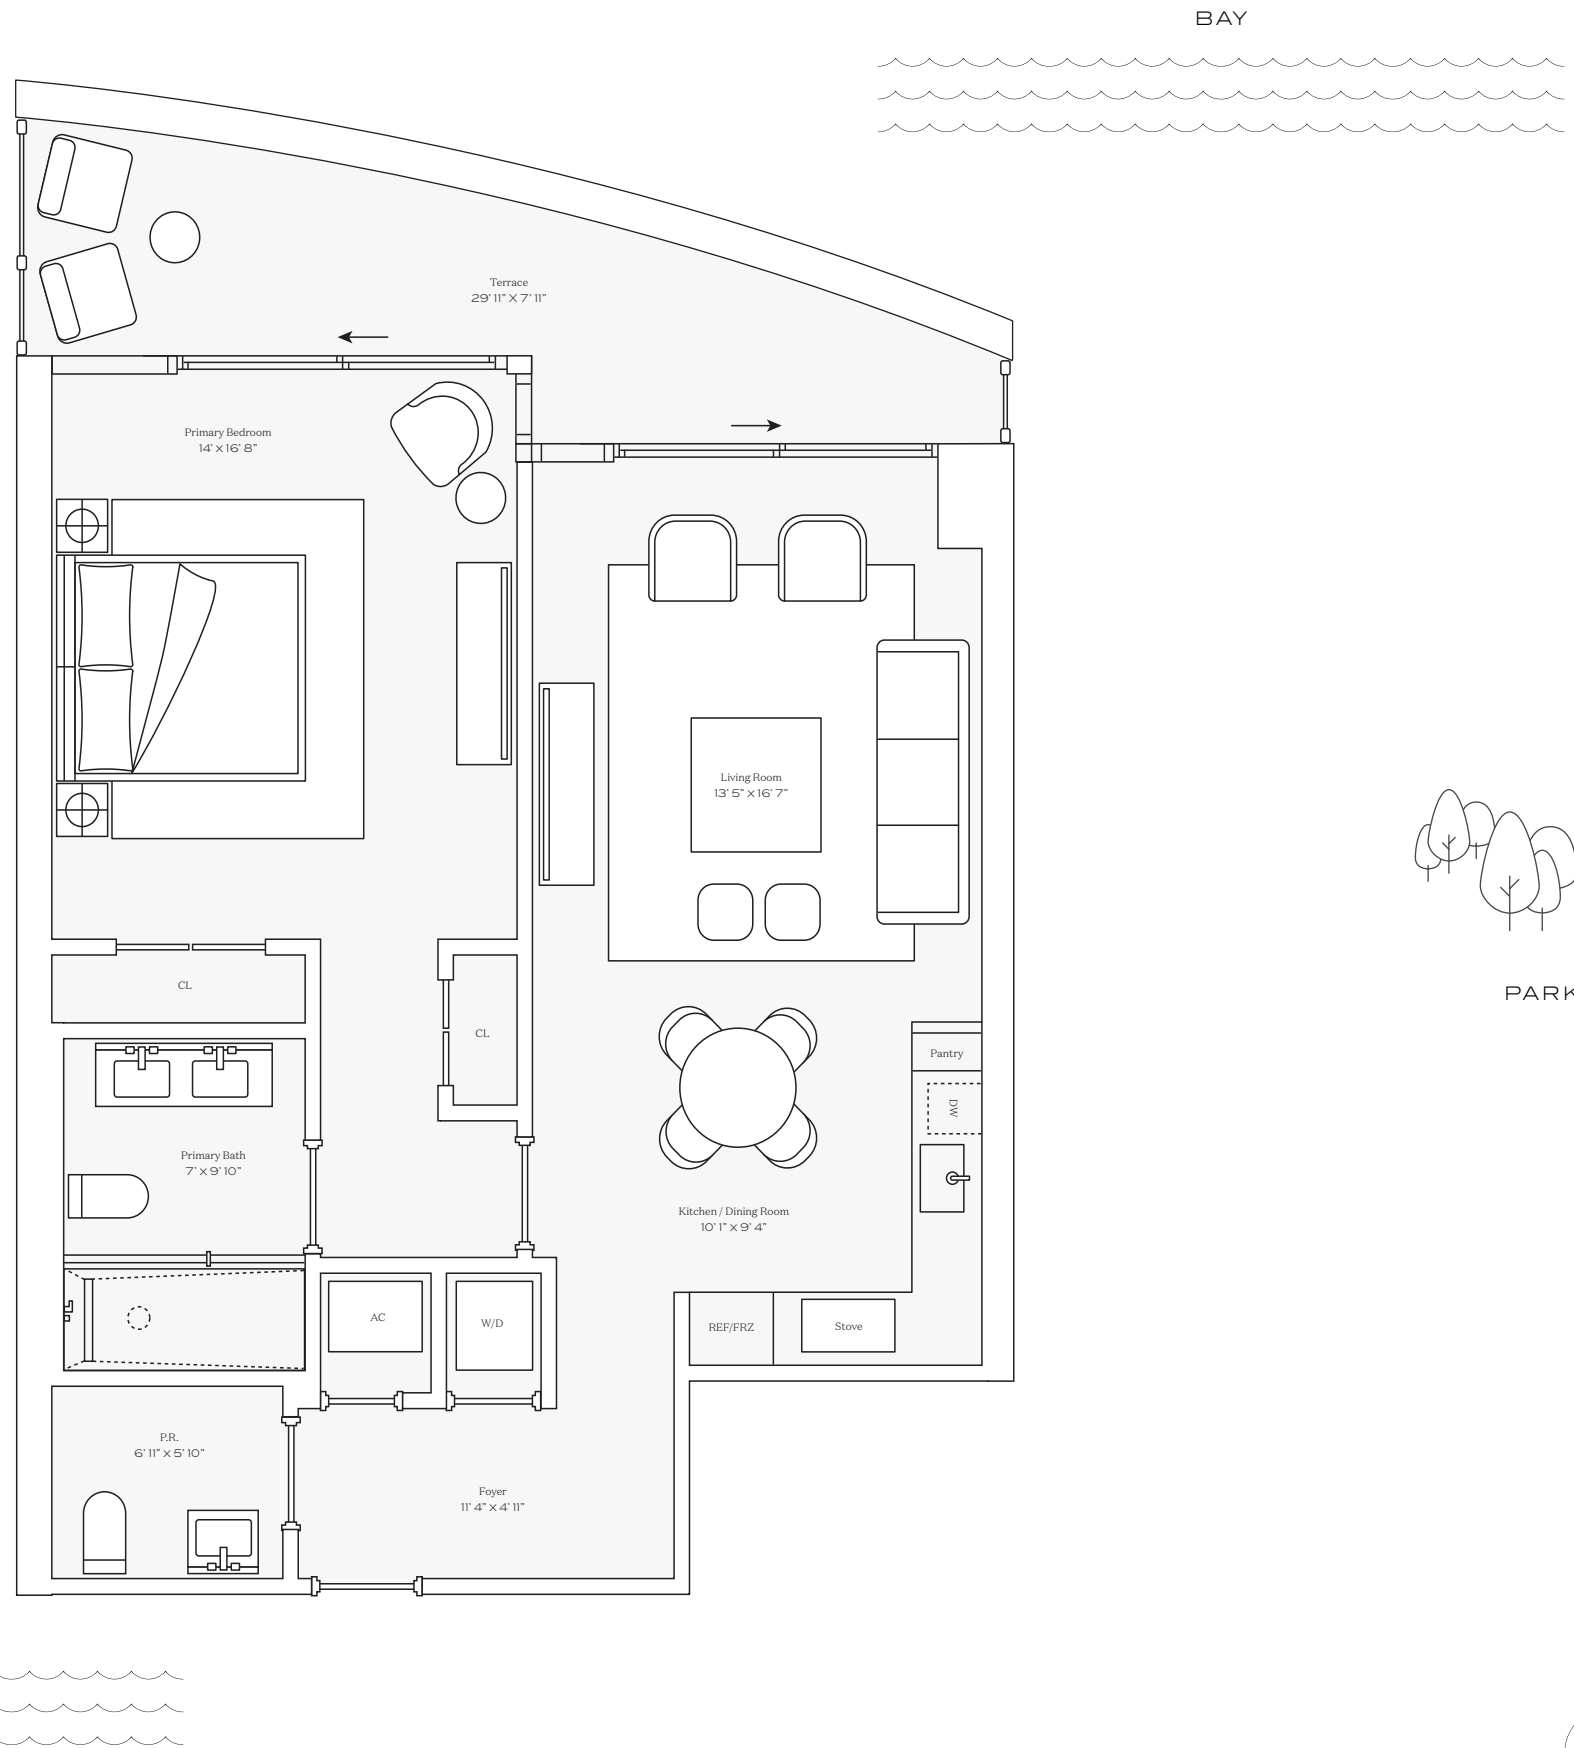 BAY
Terrace
29' 11” X 7' 11”
Primary Bedroom
14' X 16' 8”
Living Room
13' 5” X 16' 7”
CL
CL
PARK
Pantry
DW
Primary Bath
7' X 9' 10”
Kitchen / Dining Room
10' 1” X 9' 4”
AC
W/D
REF/FRZ
Stove
P.R.
6' 11” X 5' 10”
Foyer
11' 4” X 4' 11”